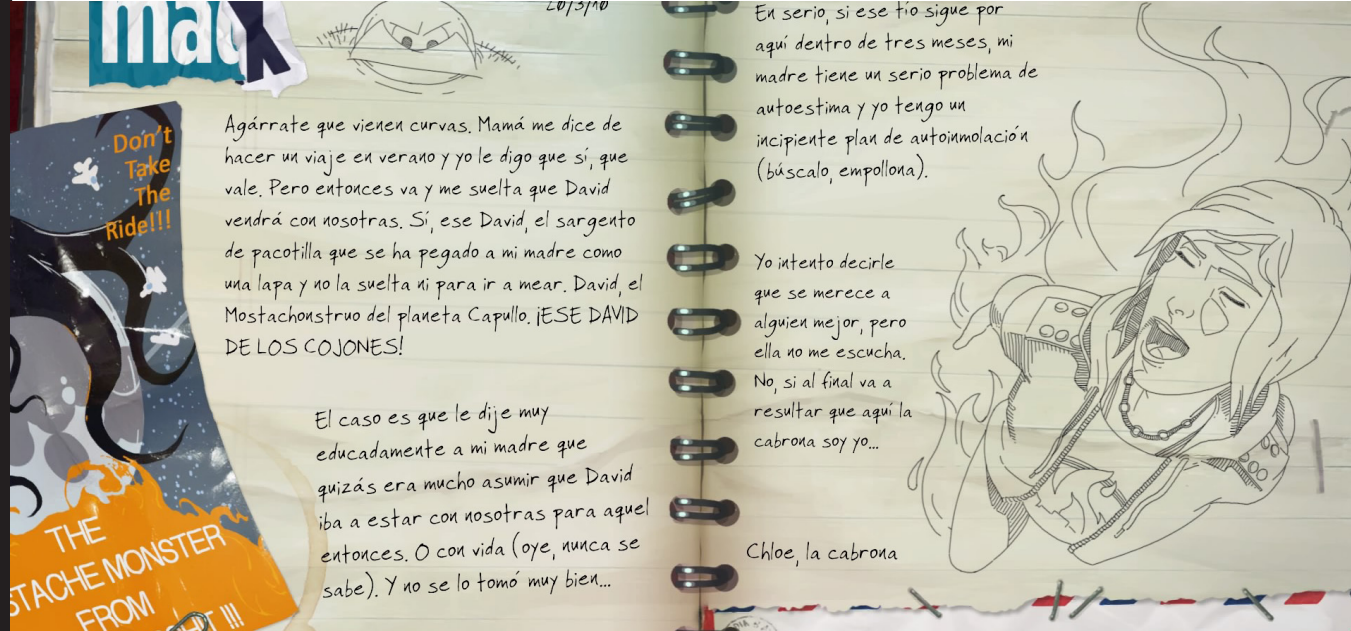 mad
20/3/10
Don't
Take
The
Ride!!!
Agárrate que vienen curvas. Mamá me dice de
hacer un viaje en verano y yo le digo que sí, que
vale. Pero entonces va y me suelta que David
vendrá con nosotras. Sí, ese David, el sargento
de pacotilla que se ha pegado a mi madre como
una lapa y no la suelta ni para ir a mear. David, el
Mostachonstruo del planeta Capullo. ¡ESE DAVID
DE LOS COJONES!
El caso es que le dije muy
educadamente a mi madre que
quizás era mucho asumir que David
iba a estar con nosotras para aquel
entonces. O con vida (oye, nunca se
sabe). Y no se lo tomó muy bien...
THE
STACHE MONSTER
FROM
!!!
En serio, si ese tío sigue por
aquí dentro de tres meses, mi
madre tiene un serio problema de
autoestima y yo tengo un
incipiente plan de autoinmolación
(búscalo, empollona).
Yo intento decirle
que se merece a
alguien mejor, pero
ella no me escucha.
No, si al final va a
resultar que aquí la
cabrona soy yo...
Chloe, la cabrona